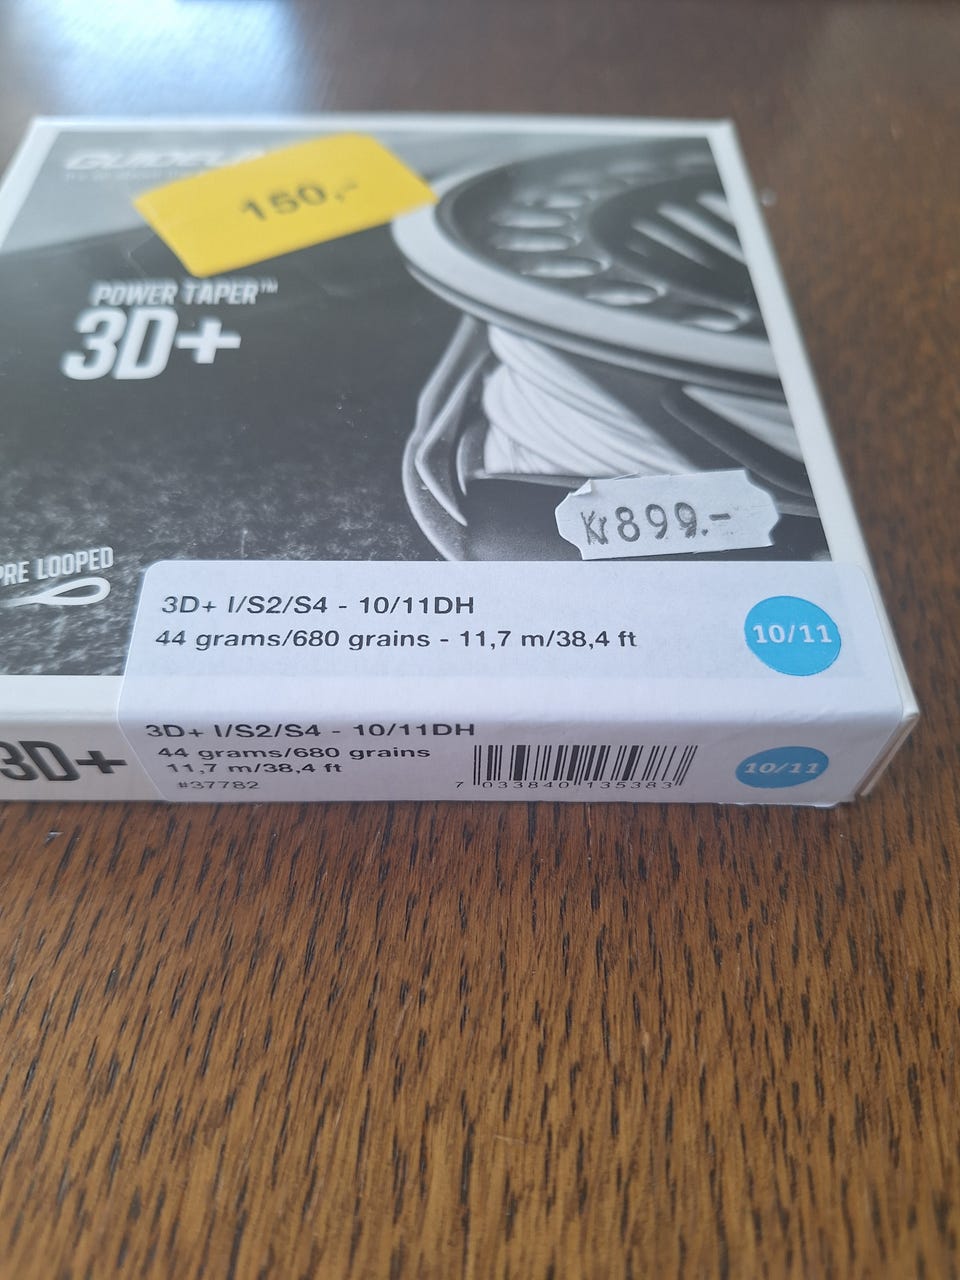 150,-
POWER TAPER™
3D+
Kr899.-
PRE LOOPED
3D+ I/S2/S4 - 10/11DH
44 grams/680 grains - 11,7 m/38,4 ft
10/11
3D+
3D+ I/S2/S4 - 10/11DH
44 grams/680 grains
11,7 m/38,4 ft
#37782
7 033840 135383
10/11